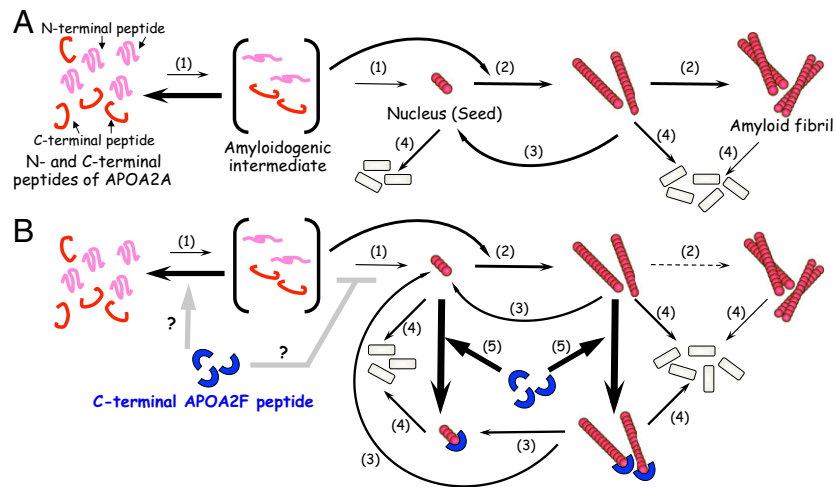 A
N-terminal peptide
(1)
(1)
(2)
(2)
Nucleus (Seed)
Amyloid fibril
C-terminal peptide
N- and C-terminal
peptides of APOA2A
Amyloidogenic
intermediate
(4)
(3)
(4)
(4)
B
(1)
(1)
(2)
(2)
(3)
(4)
(4)
(4)
?
?
(5)
(5)
C-terminal APOA2F peptide
(4)
(3)
(4)
(3)